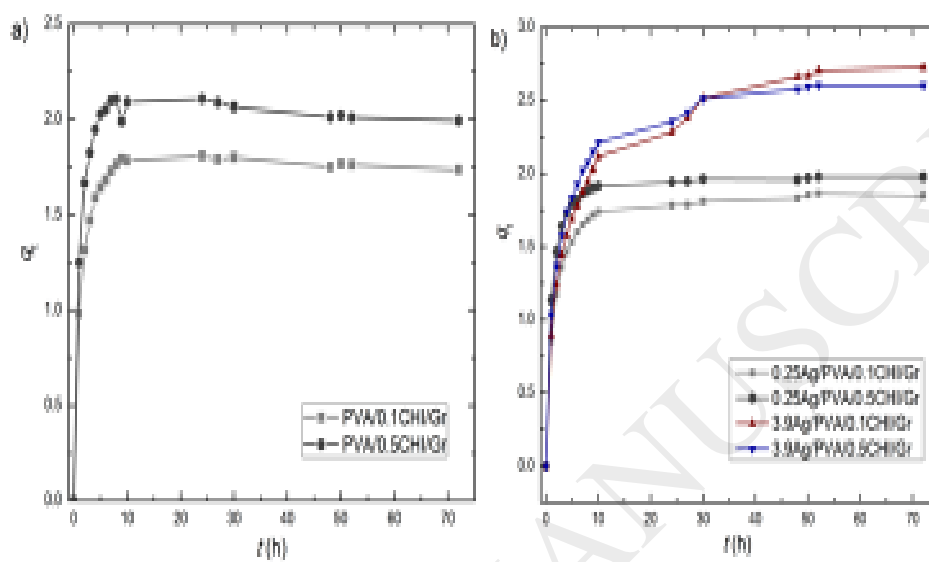 a)
2.5
2.0
1.5
1.0
0.5
0.0
0 10 20 30 40 50 60 70
t (h)
PVA/0.1CHI/Gr
PVA/0.5CHI/Gr
b)
3.0
2.5
2.0
1.5
1.0
0.5
0.0
0 10 20 30 40 50 60 70
t (h)
0.25Ag/PVA/0.1CHI/Gr
0.25Ag/PVA/0.5CHI/Gr
3.9Ag/PVA/0.1CHI/Gr
3.9Ag/PVA/0.5CHI/Gr
ANUSCR